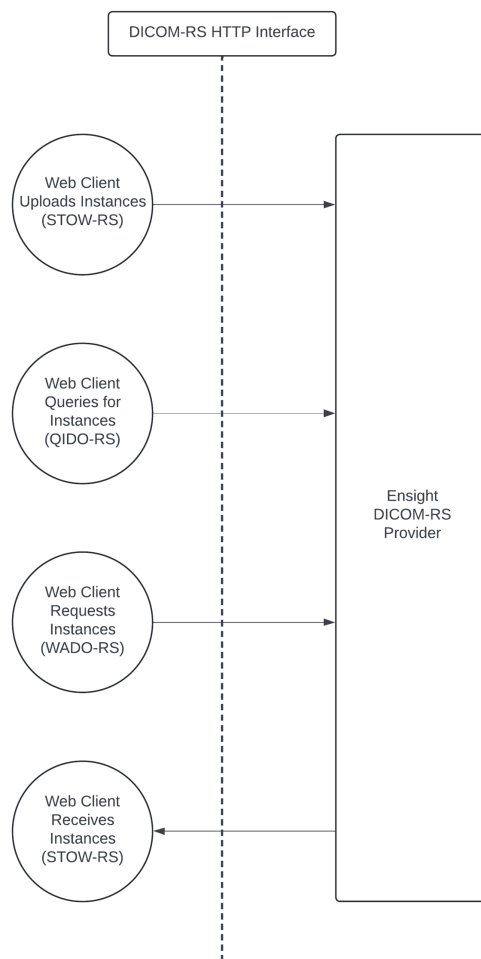 DICOM-RS HTTP Interface
Web Client
Uploads Instances
(STOW-RS)
Web Client
Queries for
Instances
(QIDO-RS)
Ensight
DICOM-RS
Provider
Web Client
Requests
Instances
(WADO-RS)
Web Client
Receives
Instances
(STOW-RS)